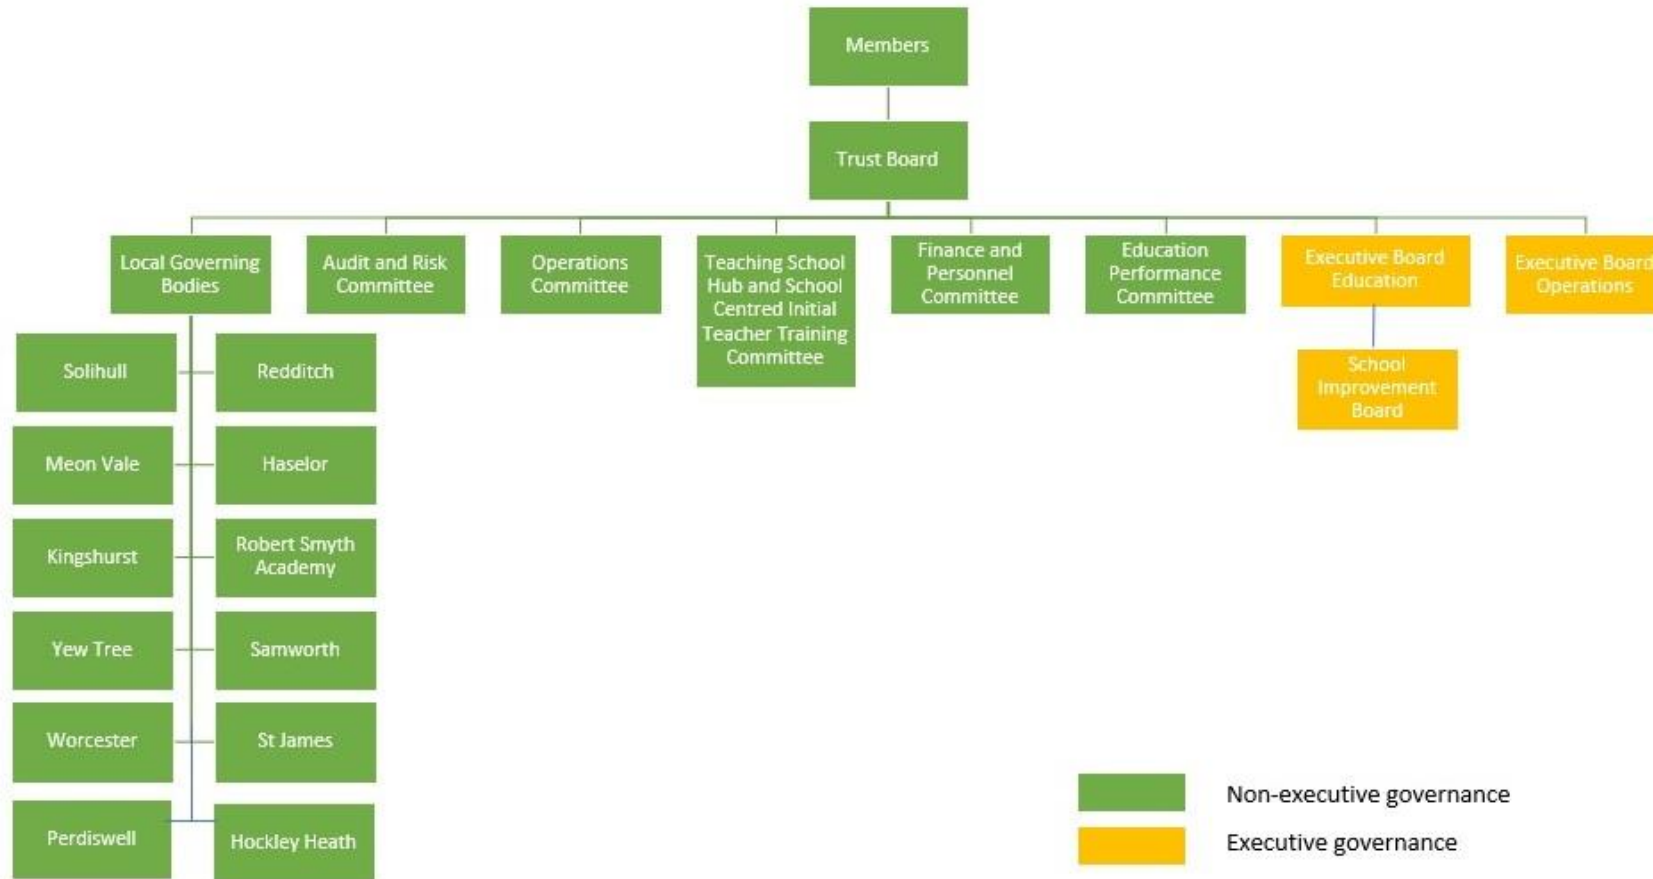 Members
Trust Board
Local Governing
Bodies
Audit and Risk
Committee
Operations
Committee
Teaching School
Hub and School
Centred Initial
Teacher Training
Committee
Finance and
Personnel
Committee
Education
Performance
Committee
Executive Board
Education
Executive Board
Operations
School
Improvement
Board
Solihull
Redditch
Meon Vale
Haselor
Kingshurst
Robert Smyth
Academy
Yew Tree
Samworth
Worcester
St James
Perdiswell
Hockley Heath
Non-executive governance
Executive governance